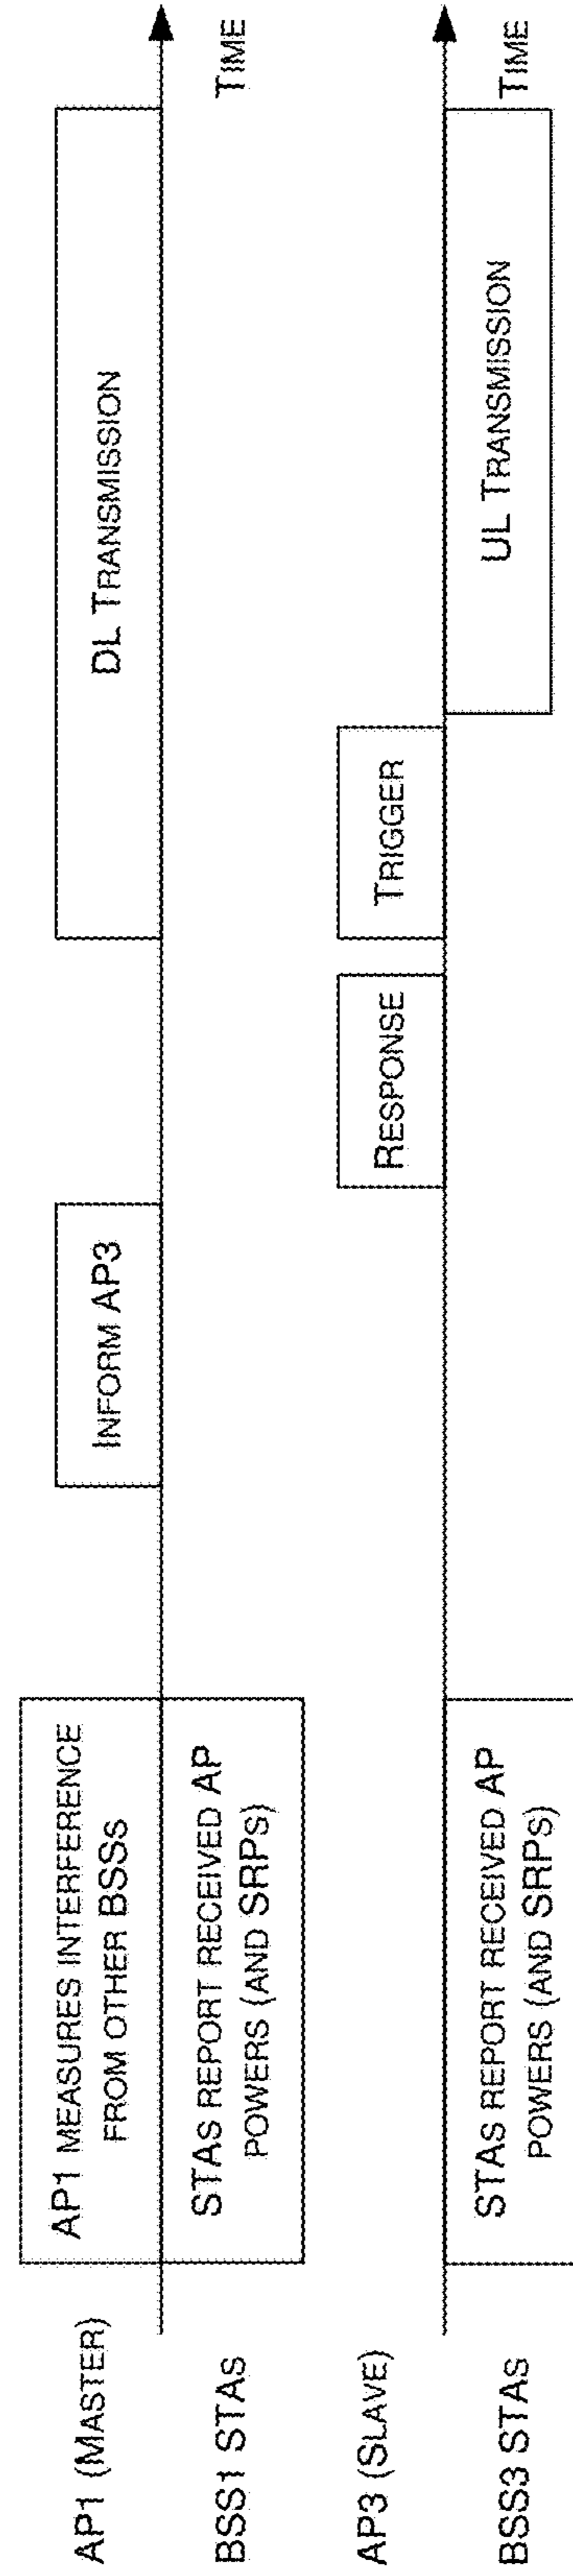 AP1 (MASTER)
AP1 MEASURES INTERFERENCE
FROM OTHER BSSs
INFORM AP3
DL TRANSMISSION
BSS1 STAS
STAS REPORT RECEIVED AP
POWERS (AND SRPS)
TIME
AP3 (SLAVE)
RESPONSE
TRIGGER
BSS3 STAS
STAS REPORT RECEIVED AP
POWERS (AND SRPS)
UL TRANSMISSION
TIME